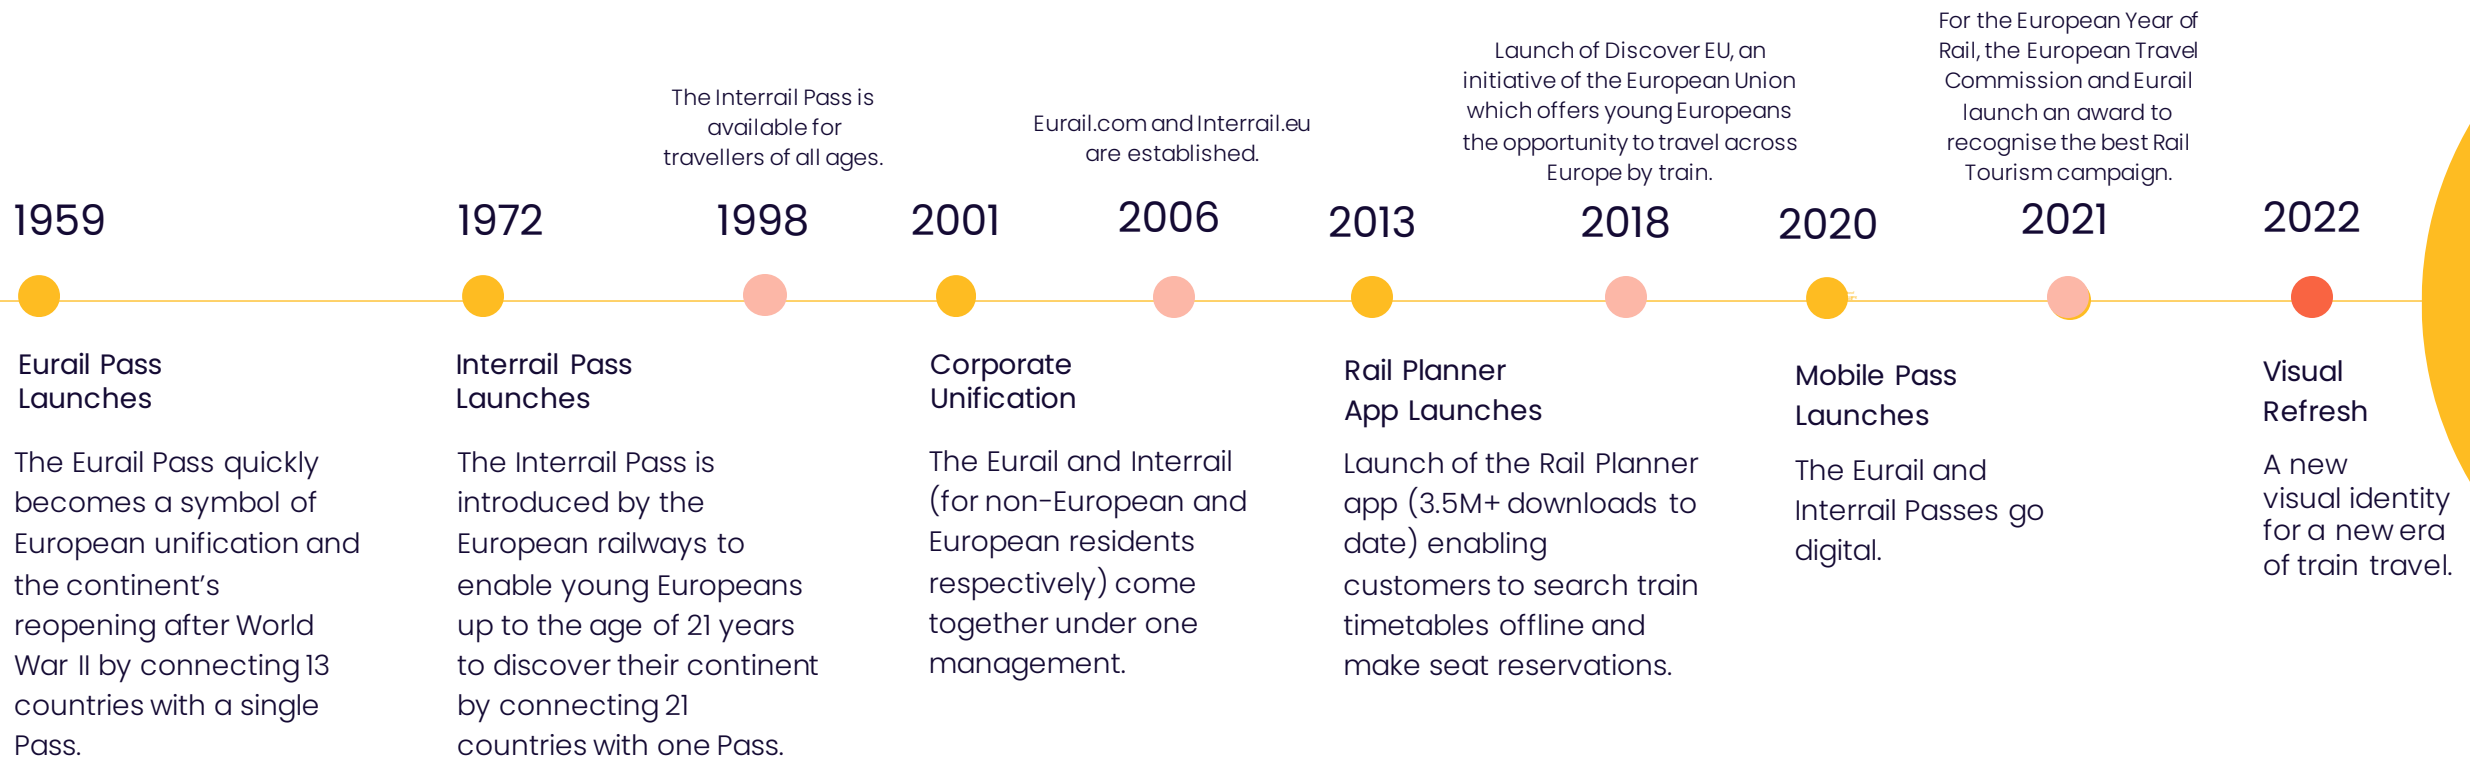 1959
Eurail Pass
Launches
The Eurail Pass quickly
becomes a symbol of
European unification and
the continent's
reopening after World
War II by connecting 13
countries with a single
Pass.
1972
Interrail Pass
Launches
The Interrail Pass is
introduced by the
European railways to
enable young Europeans
up to the age of 21 years
to discover their continent
by connecting 21
countries with one Pass.
The Interrail Pass is
available for
travellers of all ages.
1998
2001
Corporate
Unification
The Eurail and Interrail
(for non-European and
European residents
respectively) come
together under one
management.
Eurail.com and Interrail.eu
are established.
2006
2013
Rail Planner
App Launches
Launch of the Rail Planner
app (3.5M+ downloads to
date) enabling
customers to search train
timetables offline and
make seat reservations.
Launch of Discover EU, an
initiative of the European Union
which offers young Europeans
the opportunity to travel across
Europe by train.
2018
2020
Mobile Pass
Launches
The Eurail and
Interrail Passes go
digital.
For the European Year of
Rail, the European Travel
Commission and Eurail
launch an award to
recognise the best Rail
Tourism campaign.
2021
2022
Visual
Refresh
A new
visual identity
for a new era
of train travel.